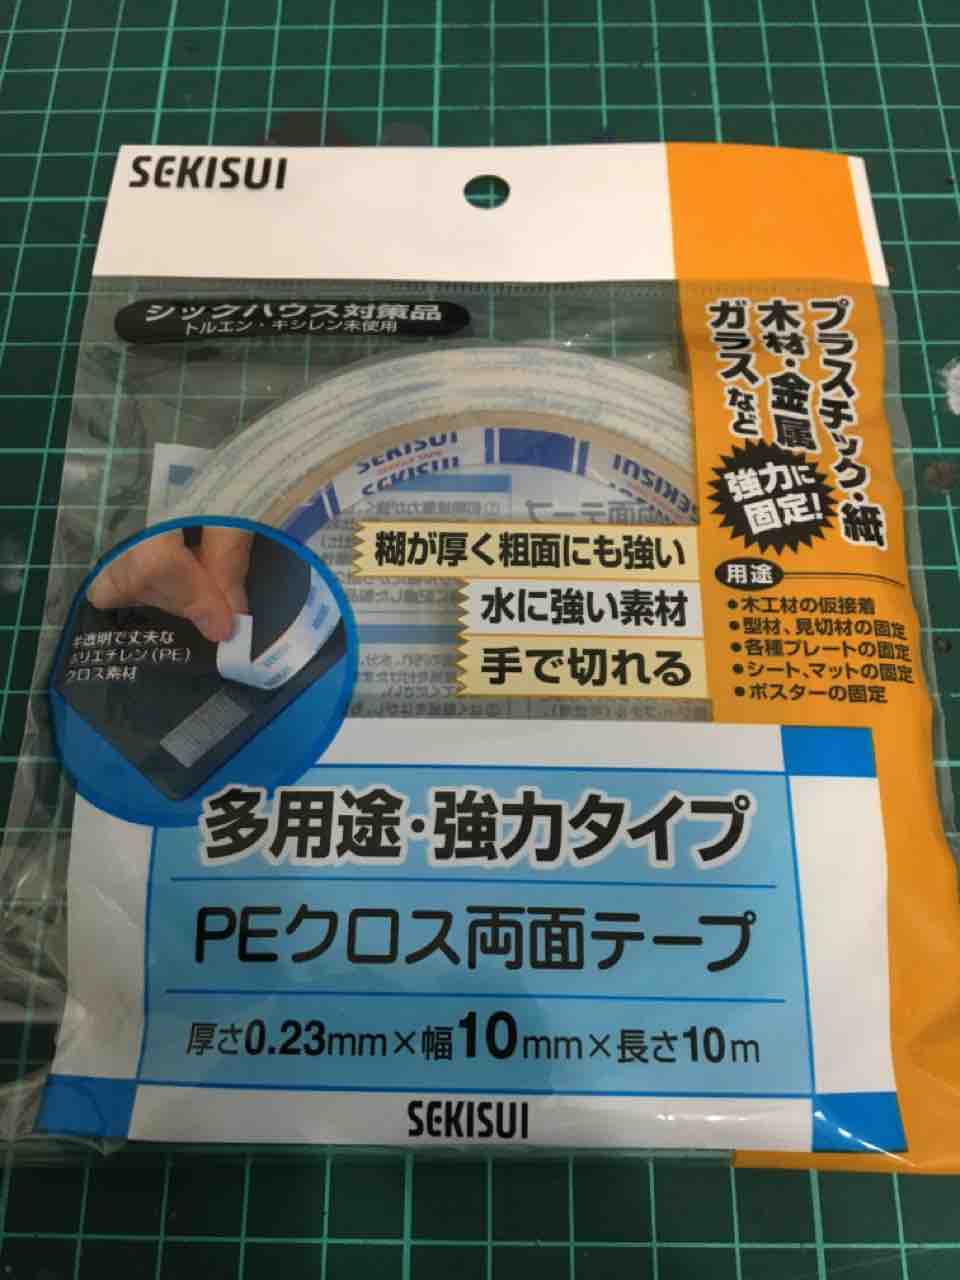 SEKISUI
シックハウス対策品
トルエン・キシレン未使用
プラスチック・紙
木材・金属
ガラスなど
強力に
固定!
SEKISUI
SEKISUI
SEKISUI
糊が厚く粗面にも強い
水に強い素材
手で切れる
用途
●木工材の仮接着
●型材、見切材の固定
●各種プレートの固定
●シート、マットの固定
●ポスターの固定
半透明で丈夫な
ポリエチレン(PE)
クロス素材
多用途・強力タイプ
PEクロス両面テープ
厚さ0.23mm×幅10mm×長さ10m
SEKISUI